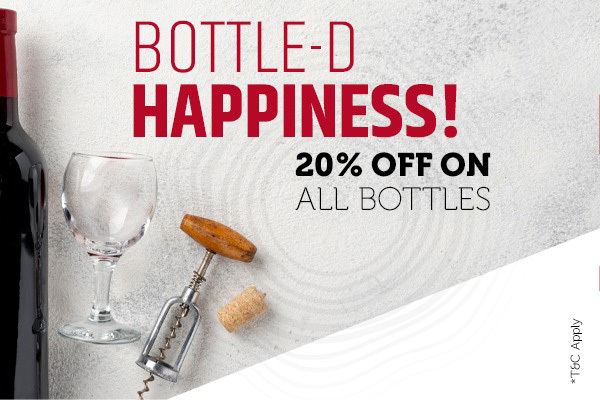 BOTTLE-D
HAPPINESS!
20% OFF ON
ALL BOTTLES
*T&C Apply